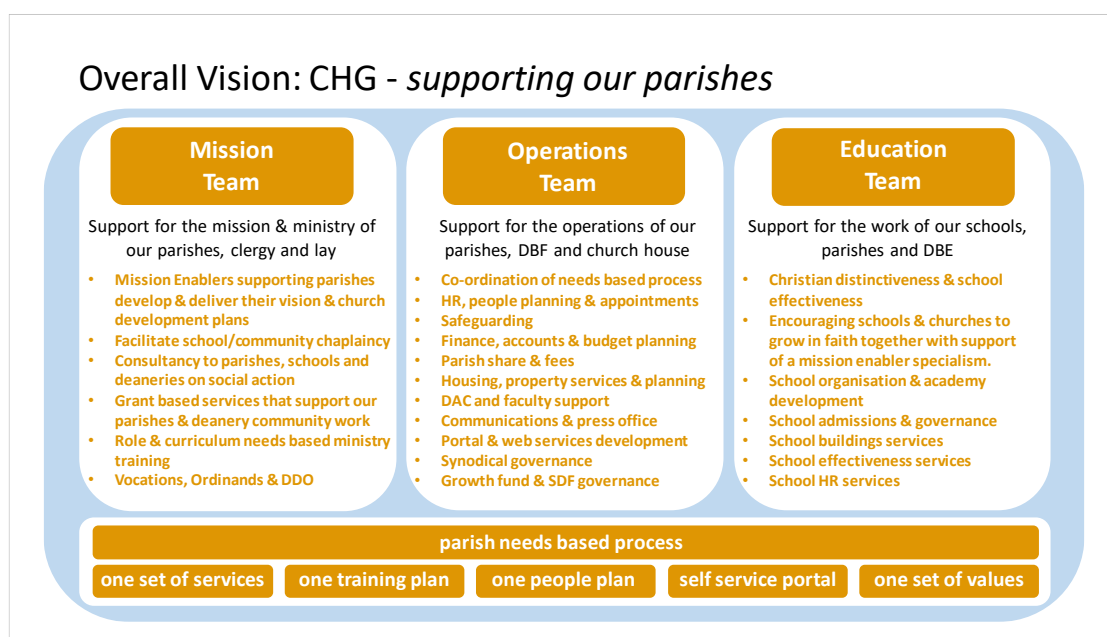 Overall Vision: CHG - supporting our parishes
Mission
Team
Support for the mission & ministry of
our parishes, clergy and lay
• Mission Enablers supporting parishes
develop & deliver their vision & church
development plans
• Facilitate school/community chaplaincy
• Consultancy to parishes, schools and
deaneries on social action
• Grant based services that support our
parishes & deanery community work
• Role & curriculum needs based ministry
training
• Vocations, Ordinands & DDO
Operations
Team
Support for the operations of our
parishes, DBF and church house
• Co-ordination of needs based process
• HR, people planning & appointments
• Safeguarding
• Finance, accounts & budget planning
• Parish share & fees
• Housing, property services & planning
• DAC and faculty support
• Communications & press office
• Portal & web services development
• Synodical governance
• Growth fund & SDF governance
Education
Team
Support for the work of our schools,
parishes and DBE
• Christian distinctiveness & school
effectiveness
• Encouraging schools & churches to
grow in faith together with support
of a mission enabler specialism.
• School organisation & academy
development
• School admissions & governance
• School buildings services
• School effectiveness services
• School HR services
parish needs based process
one set of services
one training plan
one people plan
self service portal
one set of values